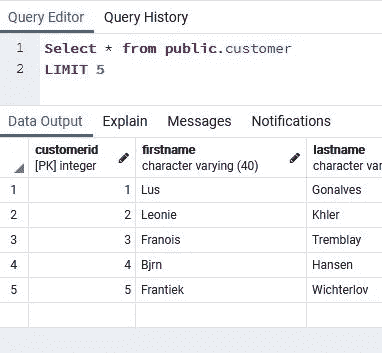 Query Editor Query History
1 Select * from public.customer
2 LIMIT 5
Data Output Explain Messages Notifications
customerid firstname lastname
[PK] integer character varying (40) character var
1 1 Lus Gonalves
2 2 Leonie Khler
3 3 Franois Tremblay
4 4 Bjrn Hansen
5 5 Frantiek Wichterlov